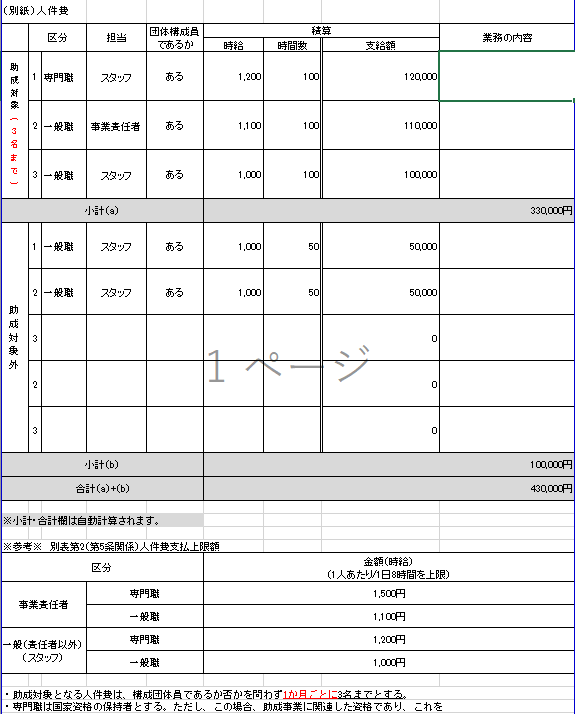 (別紙)人件費
区分 担当 団体構成員であるか 積算 業務の内容
時給 時間数 支給額
助成対象(3名まで)
1 専門職 スタッフ ある 1,200 100 120,000
2 一般職 事業責任者 ある 1,100 100 110,000
3 一般職 スタッフ ある 1,000 100 100,000
小計(a) 330,000円
助成対象外
1 一般職 スタッフ ある 1,000 50 50,000
2 一般職 スタッフ ある 1,000 50 50,000
3 0
2 0
3 0
1 ページ
小計(b) 100,000円
合計(a)+(b) 430,000円
※小計・合計欄は自動計算されます。
※参考※ 別表第2(第5条関係)人件費支払上限額
区分 金額(時給)
(1人あたり/1日8時間を上限)
事業責任者 専門職 1,500円
一般職 1,100円
一般(責任者以外)
(スタッフ)
専門職 1,200円
一般職 1,000円
・助成対象となる人件費は、構成団体員であるか否かを問わず1か月ごとに3名までとする。
・専門職は国家資格の保持者とする。ただし、この場合、助成事業に関連した資格であり、これを